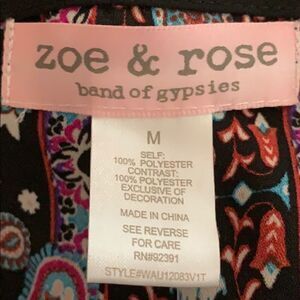 zoe & rose
band of gypsies
M
SELF:
100% POLYESTER
CONTRAST:
100% POLYESTER
EXCLUSIVE OF
DECORATION
MADE IN CHINA
SEE REVERSE
FOR CARE
RN#92391
STYLE#WAU12083V1T